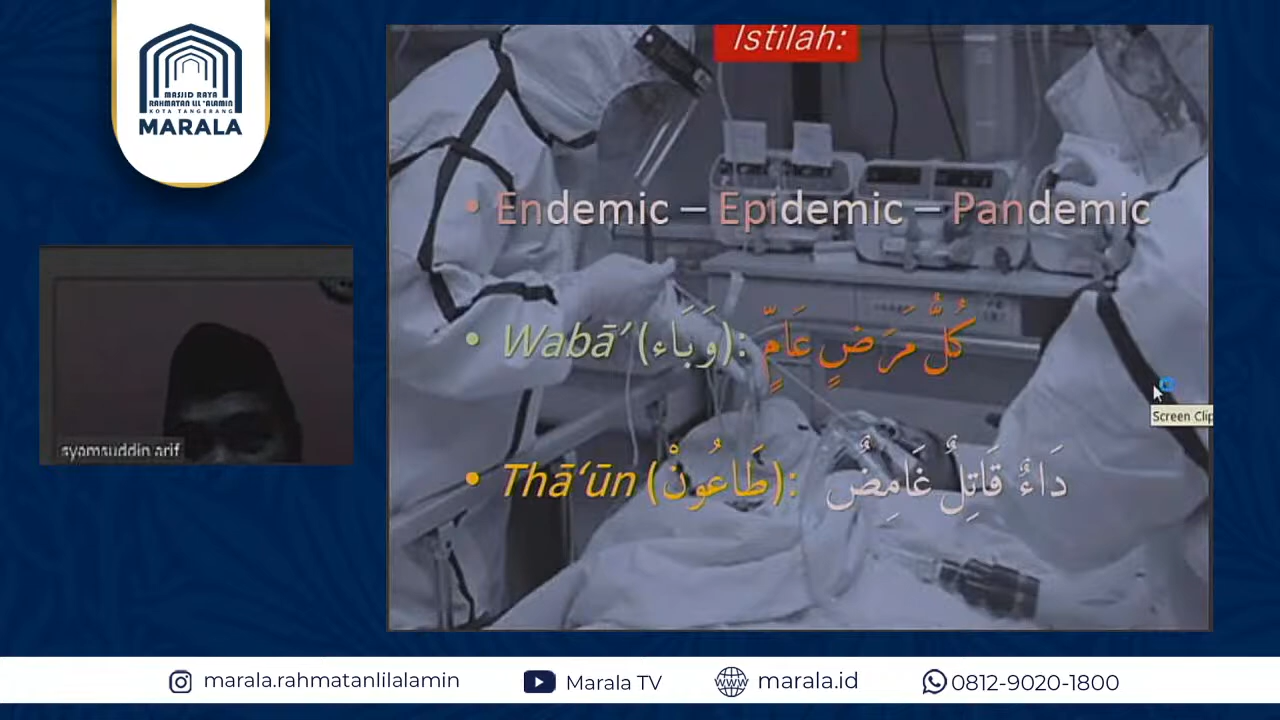 MASJID RAYA
RAHMATAN LIL 'ALAMIN
KOTA TANGERANG
MARALA
Istilah:
• Endemic – Epidemic – Pandemic
• Wabā’ (وَبَاء): كُلُّ مَرَضٍ عَامٍّ
• Thā‘ūn (طَاعُونْ): دَاءٌ قَاتِلٌ غَامِضٌ
Screen Clip
syamsuddin arif
marala.rahmatanlilalamin
Marala TV
www
marala.id
0812-9020-1800